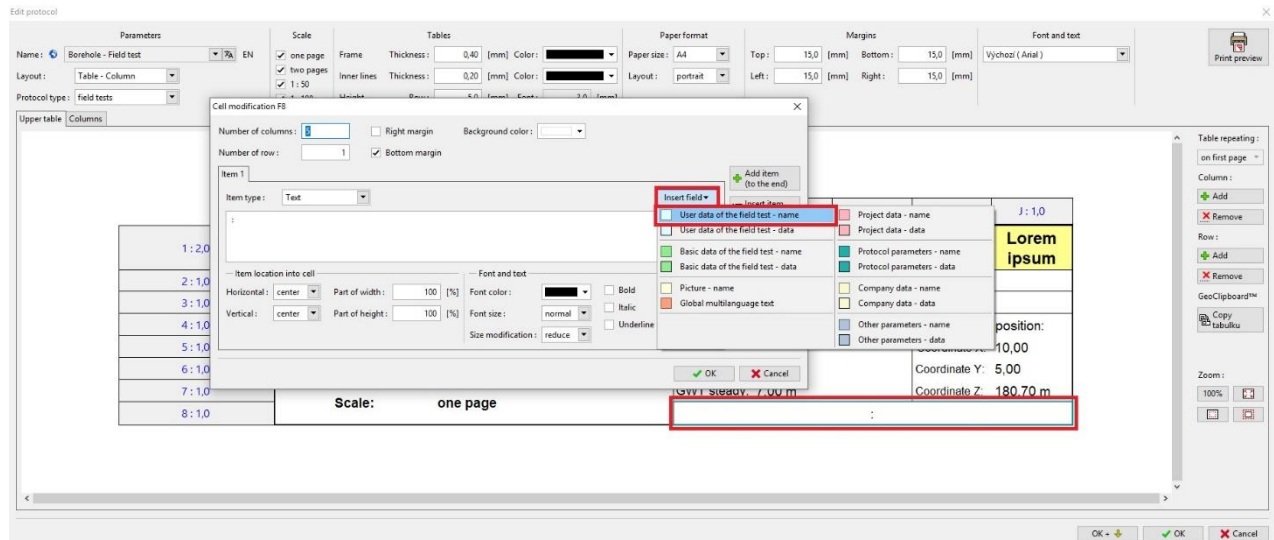 Edit protocol
Parameters Scale Tables Paper format Margins Font and text
Name: Borehole - Field test EN one page Frame Thickness: 0,40 [mm] Color: Paper size: A4 Top: 15,0 [mm] Bottom: 15,0 [mm] Výchozí ( Arial ) Print preview
Layout: Table - Column two pages Inner lines Thickness: 0,20 [mm] Color: Layout: portrait Left: 15,0 [mm] Right: 15,0 [mm]
1 : 50
Protocol type: field tests
Upper table Columns
Cell modification F8
Number of columns: 5 Right margin Background color:
Number of row: 1 Bottom margin
Item 1
Add item
(to the end)
Item type: Text Insert field Insert item
:
User data of the field test - name Project data - name
User data of the field test - data Project data - data
Basic data of the field test - name Protocol parameters - name
Basic data of the field test - data Protocol parameters - data
Picture - name Company data - name
Global multilanguage text Company data - data
Other parameters - name
Other parameters - data
Item location into cell Font and text
Horizontal: center Part of width: 100 [%] Font color: Bold
Italic
Vertical: center Part of height: 100 [%] Font size: normal Underline
Size modification: reduce
OK Cancel
J : 1,0
1 : 2,0 Lorem
ipsum
2 : 1,0
3 : 1,0
4 : 1,0 position:
5 : 1,0 10,00
6 : 1,0 Coordinate Y: 5,00
7 : 1,0 Scale: one page GWT steady: 7,00 m Coordinate Z: 180,70 m
8 : 1,0 :
Table repeating:
on first page
Column:
Add
Remove
Row:
Add
Remove
GeoClipboard™
Copy
tabulku
Zoom:
100%
OK + OK Cancel